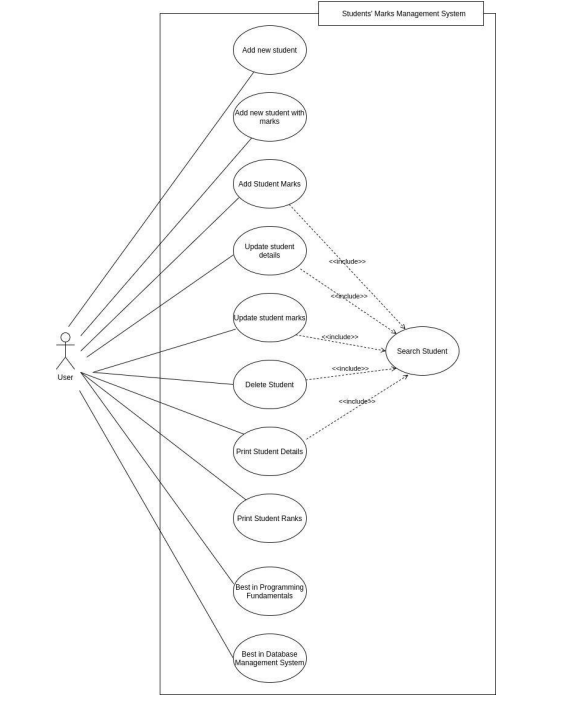 Students' Marks Management System
Add new student
Add new student with
marks
Add Student Marks
Update student
details
<<include>>
<<include>>
Update student marks
<<include>>
Search Student
User
Delete Student
<<include>>
<<include>>
Print Student Details
Print Student Ranks
Best in Programming
Fundamentals
Best in Database
Management System